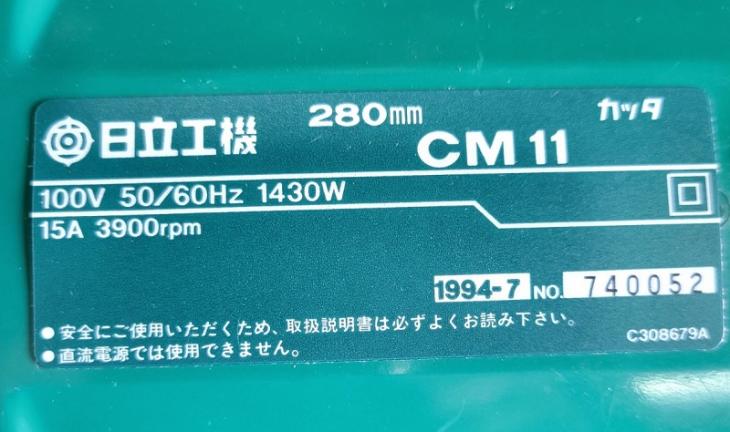 280mm カッタ
日立工機 CM11
100V 50/60Hz 1430W
15A 3900rpm
1994-7 NO. 740052
●安全にご使用いただくため、取扱説明書は必ずよくお読み下さい。
●直流電源では使用できません。
C308679A